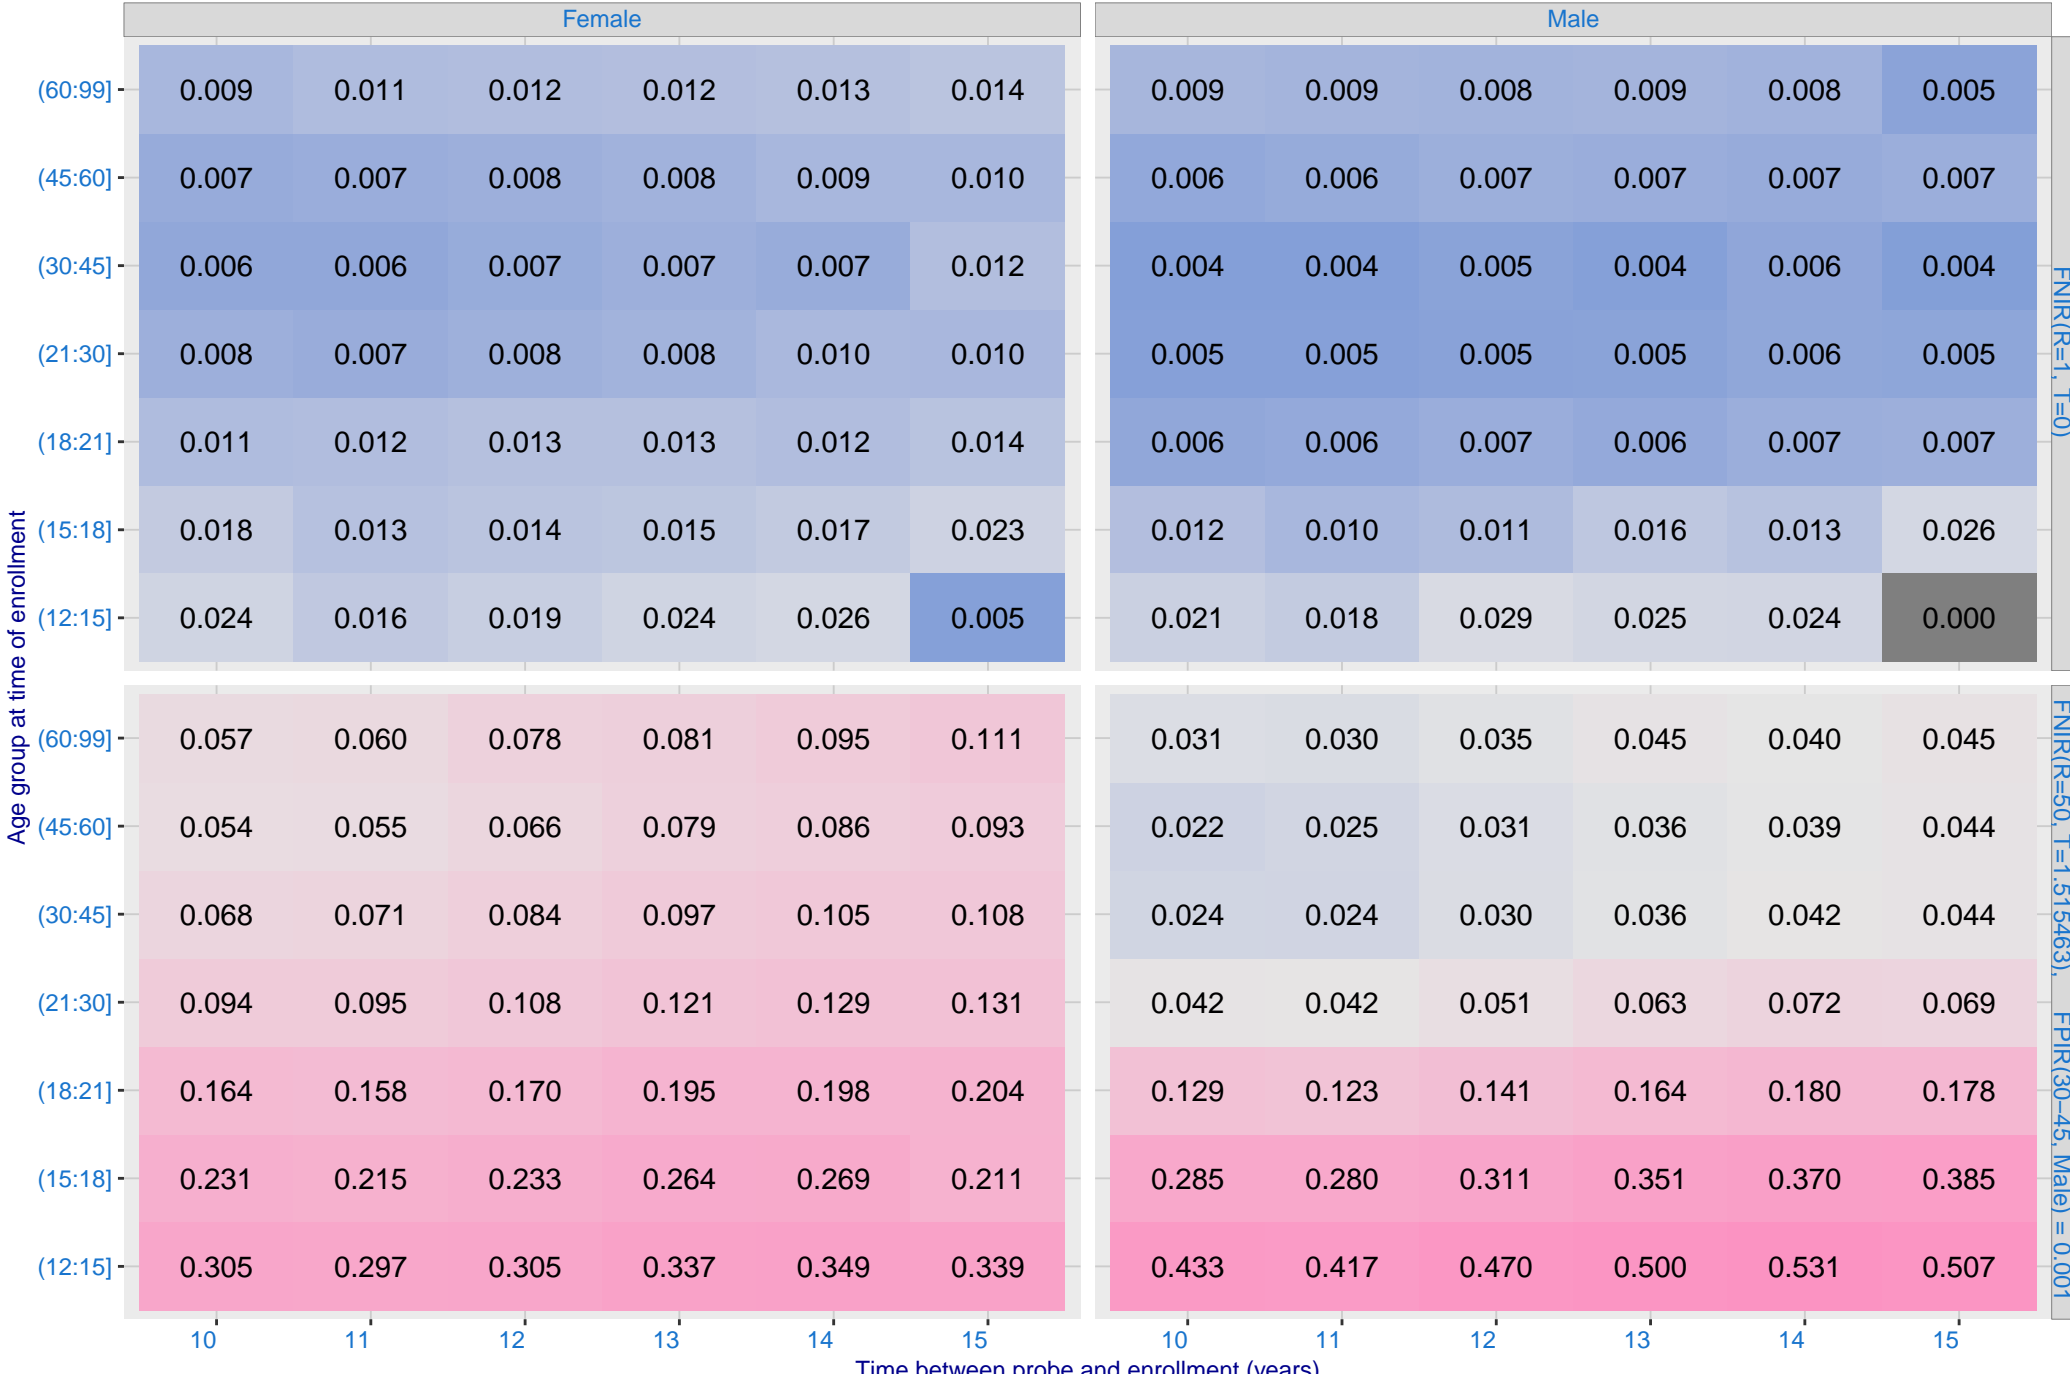 Female Male
(60:99] 0.009 0.011 0.012 0.012 0.013 0.014 0.009 0.009 0.008 0.009 0.008 0.005
(45:60] 0.007 0.007 0.008 0.008 0.009 0.010 0.006 0.006 0.007 0.007 0.007 0.007
(30:45] 0.006 0.006 0.007 0.007 0.007 0.012 0.004 0.004 0.005 0.004 0.006 0.004
(21:30] 0.008 0.007 0.008 0.008 0.010 0.010 0.005 0.005 0.005 0.005 0.006 0.005
(18:21] 0.011 0.012 0.013 0.013 0.012 0.014 0.006 0.006 0.007 0.006 0.007 0.007
(15:18] 0.018 0.013 0.014 0.015 0.017 0.023 0.012 0.010 0.011 0.016 0.013 0.026
(12:15] 0.024 0.016 0.019 0.024 0.026 0.005 0.021 0.018 0.029 0.025 0.024 0.000
FNIR(R=1, T=0)
Age group at time of enrollment
(60:99] 0.057 0.060 0.078 0.081 0.095 0.111 0.031 0.030 0.035 0.045 0.040 0.045
(45:60] 0.054 0.055 0.066 0.079 0.086 0.093 0.022 0.025 0.031 0.036 0.039 0.044
(30:45] 0.068 0.071 0.084 0.097 0.105 0.108 0.024 0.024 0.030 0.036 0.042 0.044
(21:30] 0.094 0.095 0.108 0.121 0.129 0.131 0.042 0.042 0.051 0.063 0.072 0.069
(18:21] 0.164 0.158 0.170 0.195 0.198 0.204 0.129 0.123 0.141 0.164 0.180 0.178
(15:18] 0.231 0.215 0.233 0.264 0.269 0.211 0.285 0.280 0.311 0.351 0.370 0.385
(12:15] 0.305 0.297 0.305 0.337 0.349 0.339 0.433 0.417 0.470 0.500 0.531 0.507
FNIR(R=50, T=1.515463), FPIR(30−45, Male) = 0.001
10 11 12 13 14 15 10 11 12 13 14 15
Time between probe and enrollment (years)